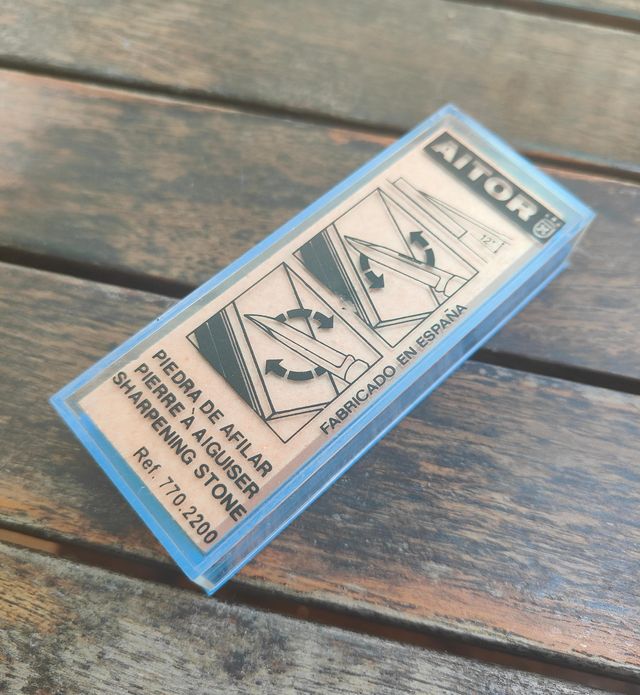 AITOR
12°
FABRICADO EN ESPAÑA
PIEDRA DE AFILAR
PIERRE À AIGUISER
SHARPENING STONE
Ref. 770.2200